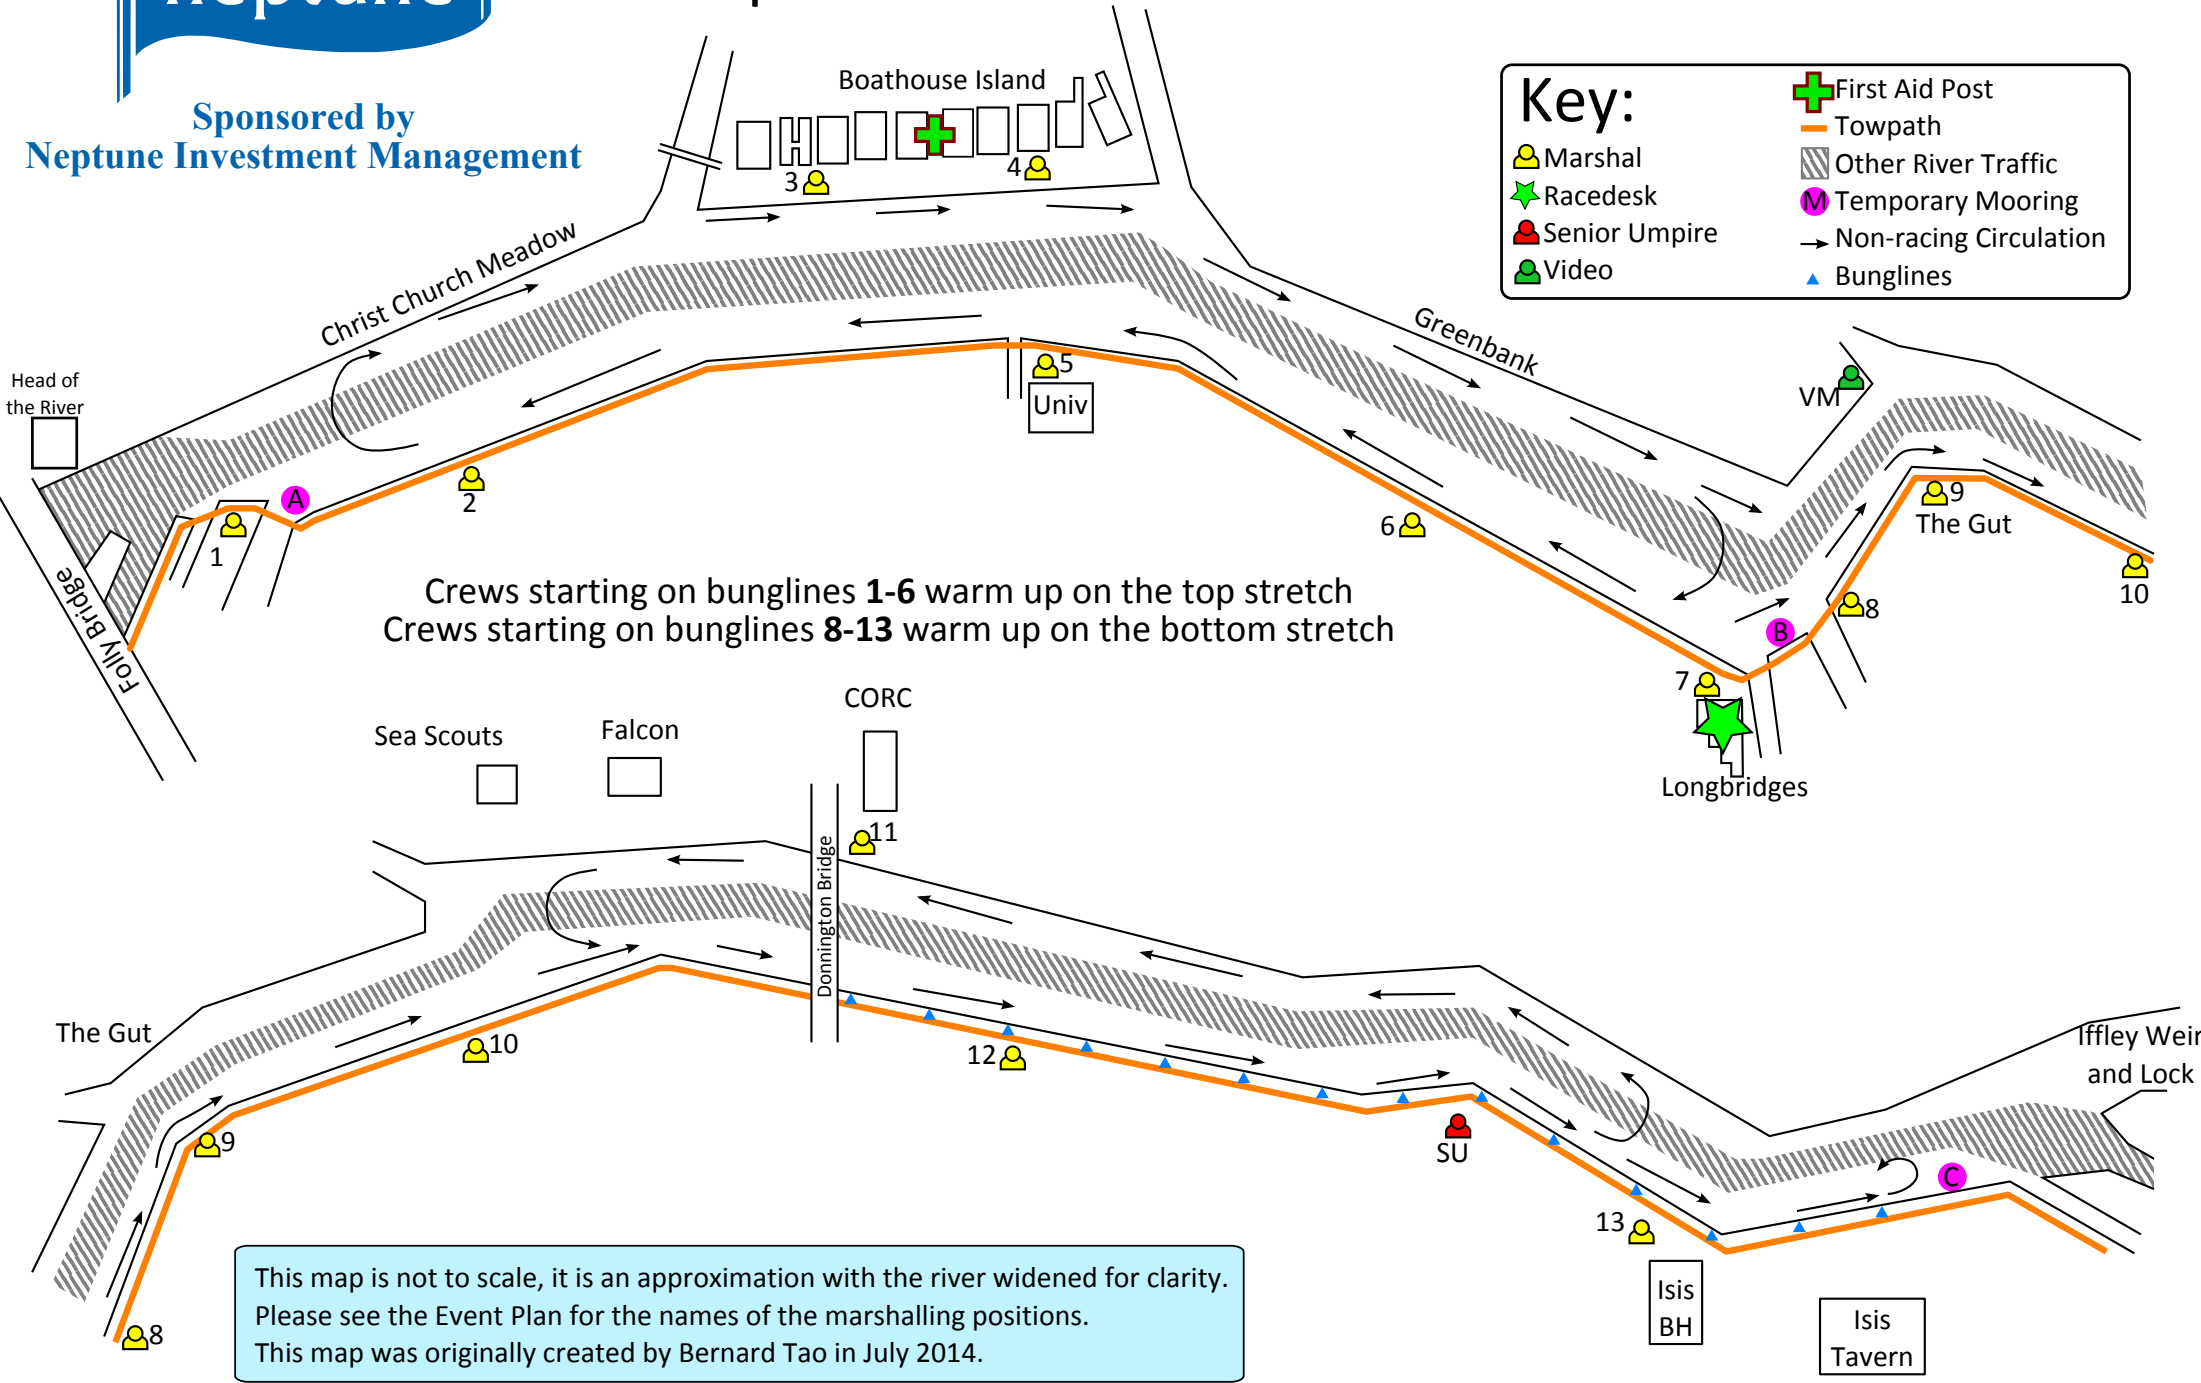 neptune
Sponsored by
Neptune Investment Management
Boathouse Island
3
4
Key:
Marshal
Racedesk
Senior Umpire
Video
First Aid Post
Towpath
Other River Traffic
M Temporary Mooring
Non-racing Circulation
Bunglines
Christ Church Meadow
Greenbank
Head of
the River
VM
5
Univ
A
1
2
6
9
The Gut
10
Folly Bridge
Crews starting on bunglines 1-6 warm up on the top stretch
Crews starting on bunglines 8-13 warm up on the bottom stretch
B
8
7
Longbridges
Sea Scouts
Falcon
CORC
11
Donnington Bridge
The Gut
10
12
9
8
SU
13
C
Iffley Weir
and Lock
Isis
BH
Isis
Tavern
This map is not to scale, it is an approximation with the river widened for clarity.
Please see the Event Plan for the names of the marshalling positions.
This map was originally created by Bernard Tao in July 2014.